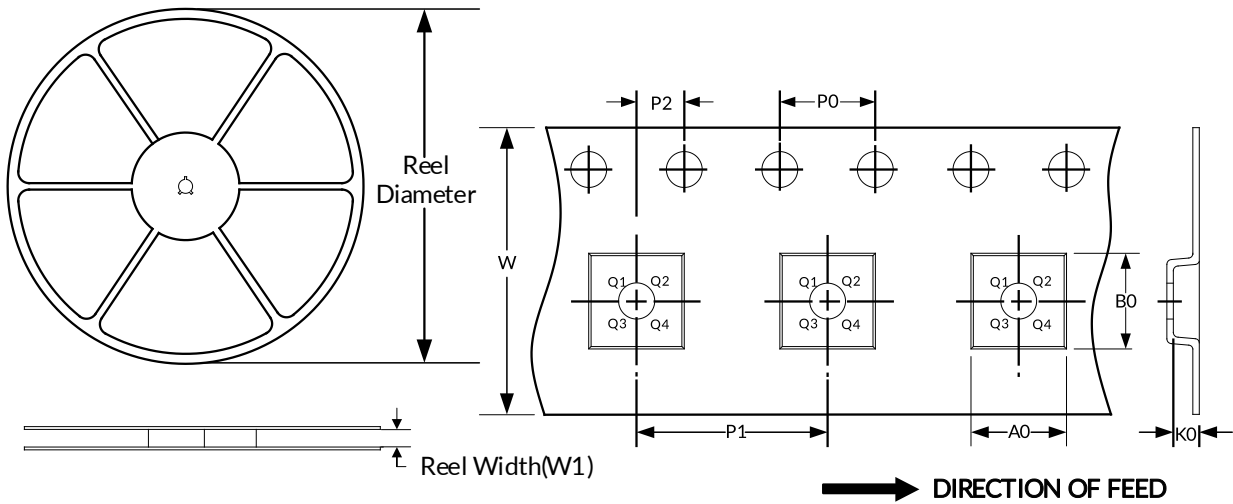 P2
P0
Reel
Diameter
W
Q1 Q2
Q3 Q4
Q1 Q2
Q3 Q4
Q1 Q2
Q3 Q4
B0
P1
A0
K0
Reel Width(W1)
DIRECTION OF FEED